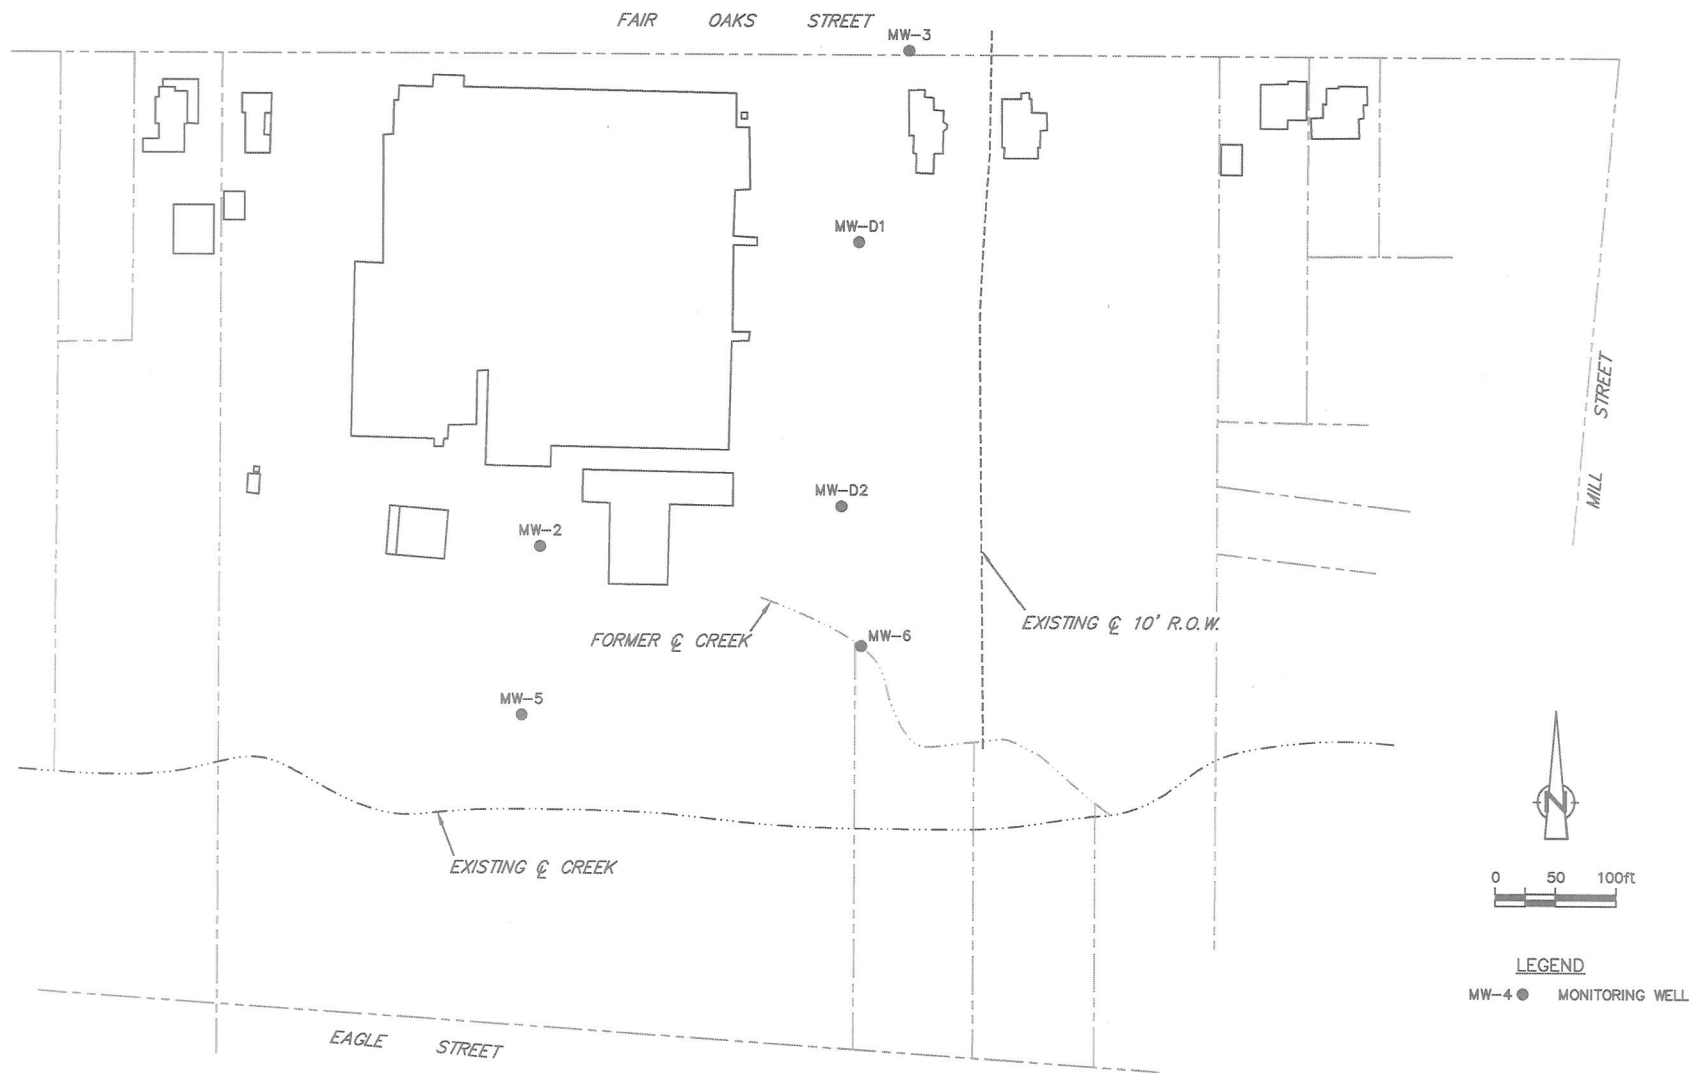 FAIR OAKS STREET
MW-3
MW-D1
MILL STREET
MW-D2
MW-2
EXISTING ℄ 10' R.O.W.
FORMER ℄ CREEK
MW-6
MW-5
EXISTING ℄ CREEK
N
0 50 100ft
LEGEND
MW-4 MONITORING WELL
EAGLE STREET